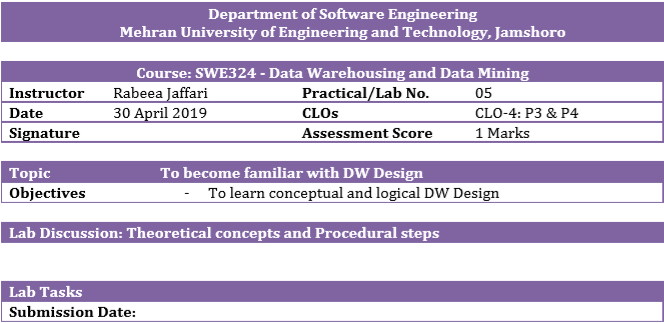 Department of Software Engineering
Mehran University of Engineering and Technology, Jamshoro
Course: SWE324 - Data Warehousing and Data Mining
Instructor Rabeea Jaffari Practical/Lab No. 05
Date 30 April 2019 CLOs CLO-4: P3 & P4
Signature Assessment Score 1 Marks
Topic To become familiar with DW Design
Objectives - To learn conceptual and logical DW Design
Lab Discussion: Theoretical concepts and Procedural steps
Lab Tasks
Submission Date: